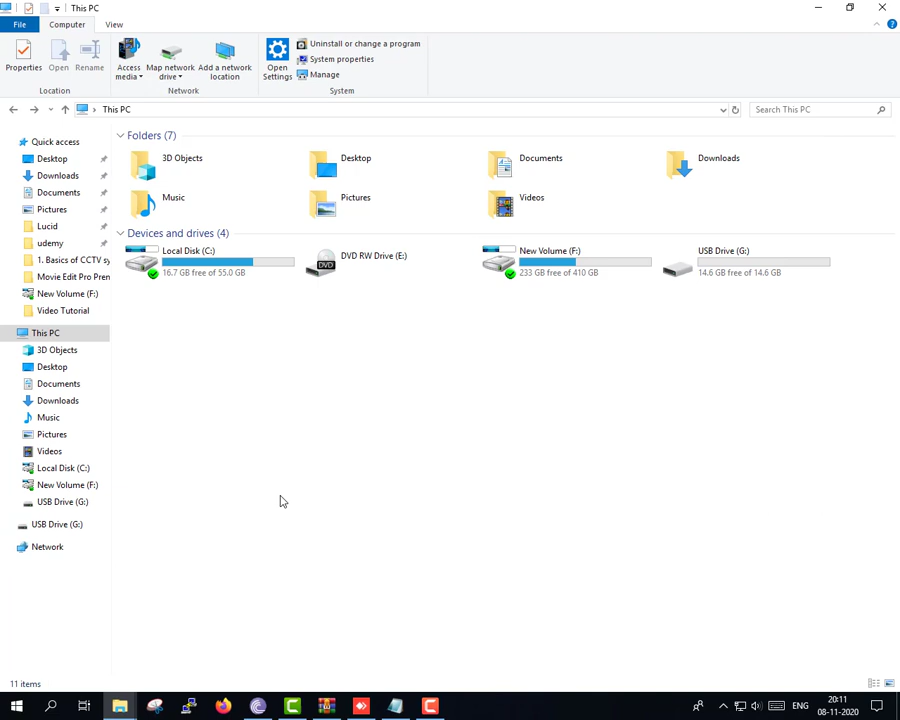 This PC
File
Computer
View
Properties
Open
Rename
Access media
Map network drive
Add a network location
Open Settings
Uninstall or change a program
System properties
Manage
Location
Network
System
This PC
Search This PC
Quick access
Desktop
Downloads
Documents
Pictures
Lucid
udemy
1. Basics of CCTV sy
Movie Edit Pro Pren
New Volume (F:)
Video Tutorial
This PC
3D Objects
Desktop
Documents
Downloads
Music
Pictures
Videos
Local Disk (C:)
New Volume (F:)
USB Drive (G:)
USB Drive (G:)
Network
Folders (7)
3D Objects
Desktop
Documents
Downloads
Music
Pictures
Videos
Devices and drives (4)
Local Disk (C:)
16.7 GB free of 55.0 GB
DVD RW Drive (E:)
DVD
New Volume (F:)
233 GB free of 410 GB
USB Drive (G:)
14.6 GB free of 14.6 GB
11 items
ENG
20:11
08-11-2020